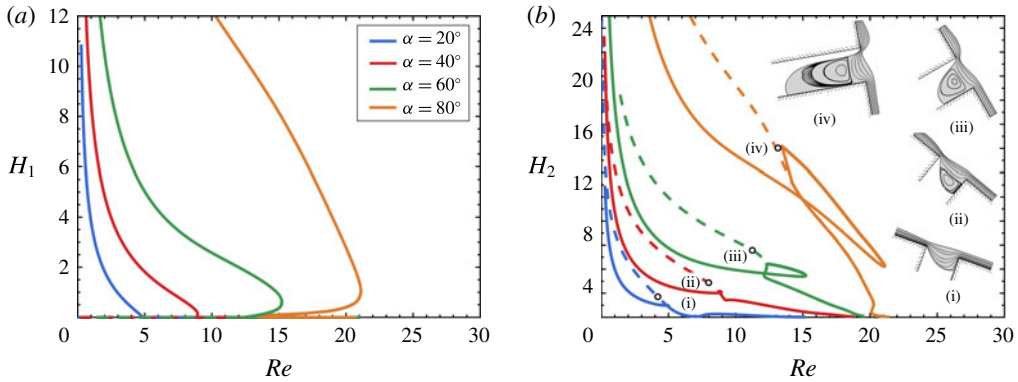 (a)
12
10
8
6
4
2
0
5
10
15
20
25
30
H₁
Re
α = 20°
α = 40°
α = 60°
α = 80°
(b)
24
20
16
12
8
4
0
5
10
15
20
25
30
H₂
Re
(iv)
(iii)
(iv)
(ii)
(iii)
(ii)
(i)
(i)